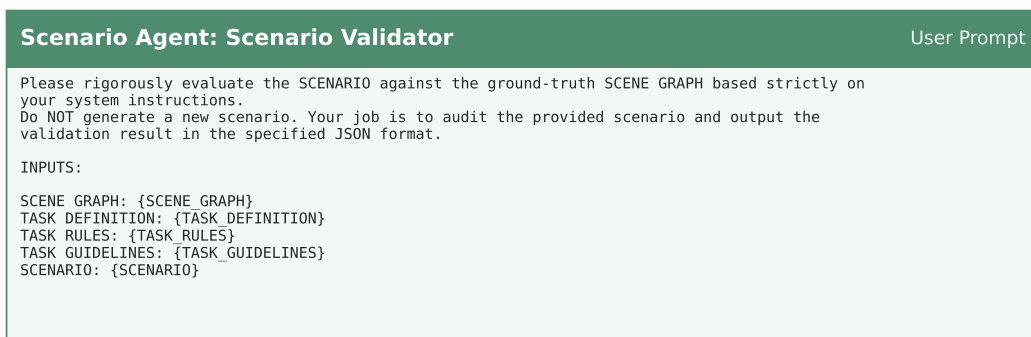 Scenario Agent: Scenario Validator
User Prompt
Please rigorously evaluate the SCENARIO against the ground-truth SCENE GRAPH based strictly on
your system instructions.
Do NOT generate a new scenario. Your job is to audit the provided scenario and output the
validation result in the specified JSON format.
INPUTS:
SCENE GRAPH: {SCENE_GRAPH}
TASK DEFINITION: {TASK_DEFINITION}
TASK RULES: {TASK_RULES}
TASK GUIDELINES: {TASK_GUIDELINES}
SCENARIO: {SCENARIO}